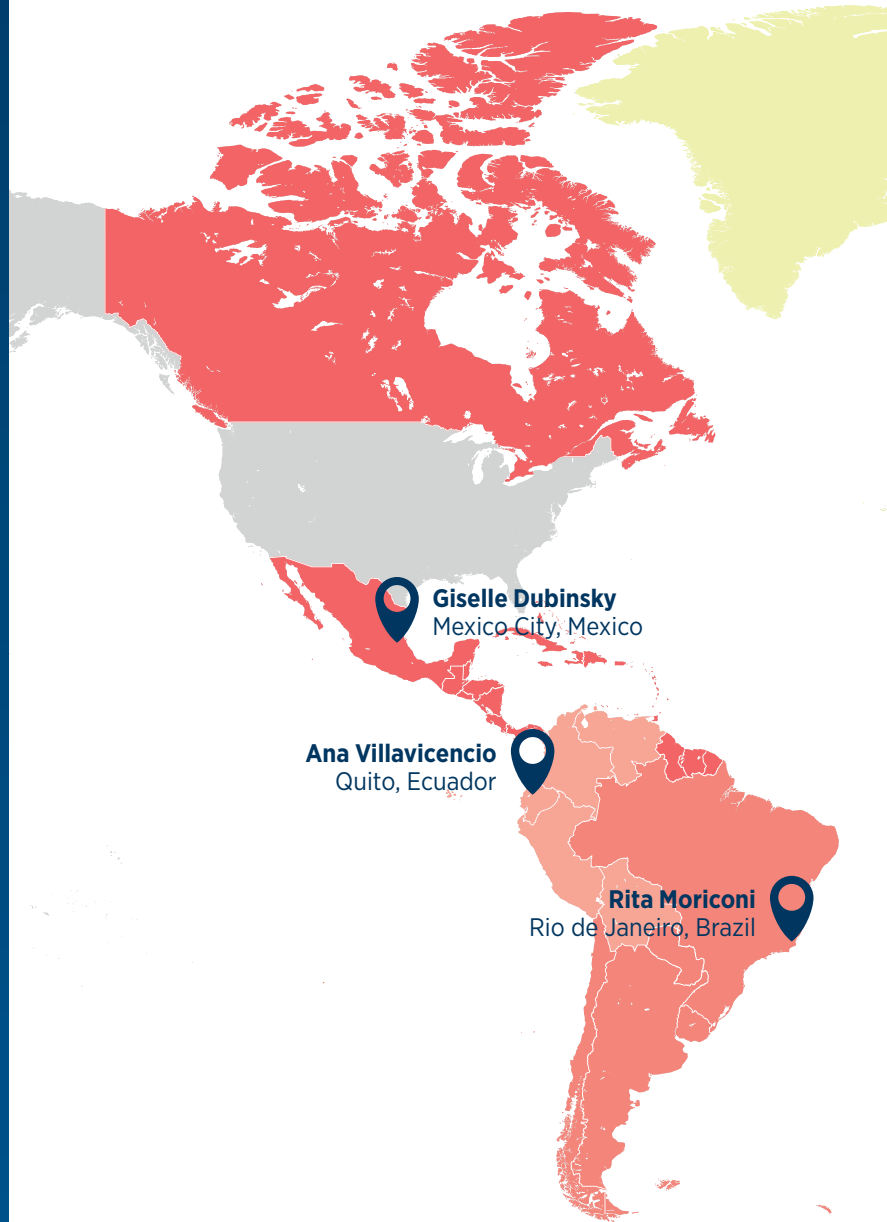 Giselle Dubinsky
Mexico City, Mexico
Ana Villavicencio
Quito, Ecuador
Rita Moriconi
Rio de Janeiro, Brazil